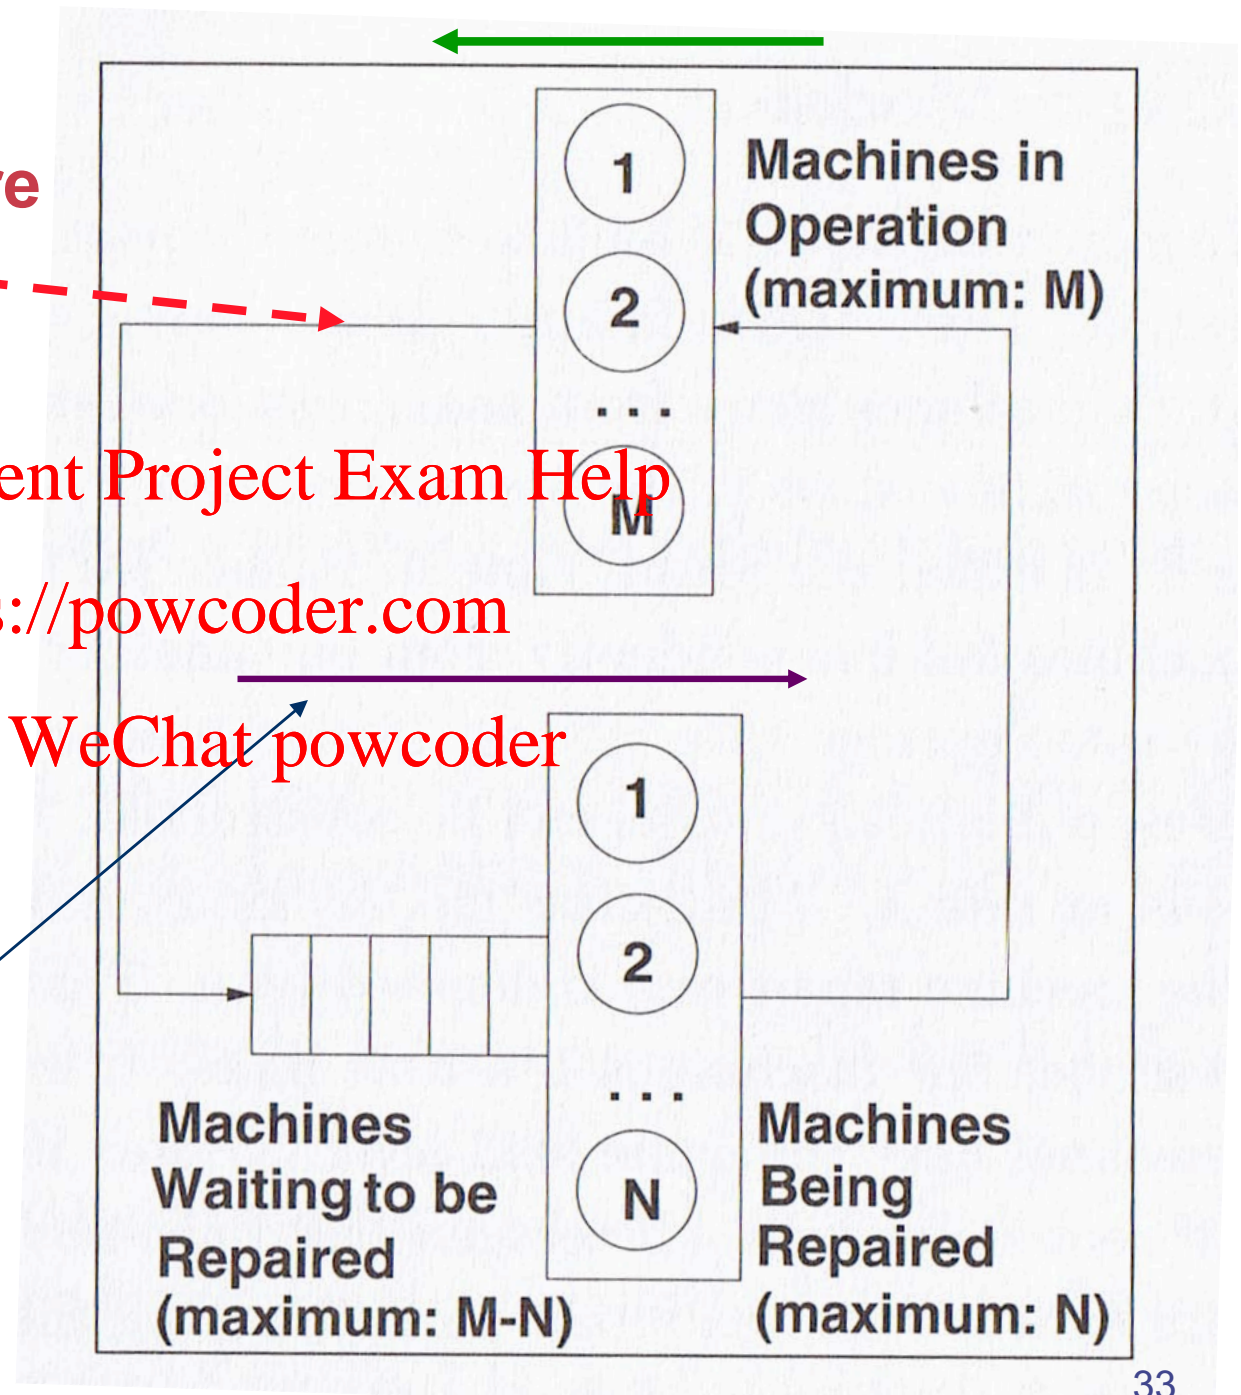 1
Machines in
Operation
(maximum: M)
2
...
Project Exam Help
M
://powcoder.com
WeChat powcoder
1
2
...
Machines
Waiting to be
Repaired
(maximum: M-N)
N
Machines
Being
Repaired
(maximum: N)
33